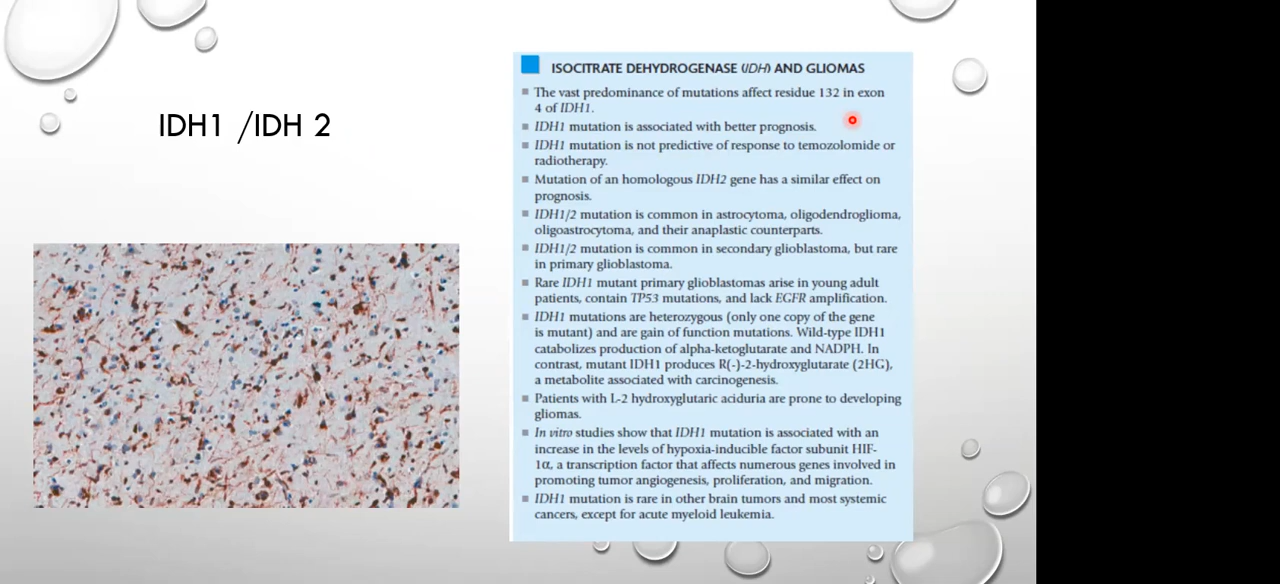 IDH1 /IDH 2
ISOCITRATE DEHYDROGENASE (IDH) AND GLIOMAS
The vast predominance of mutations affect residue 132 in exon
4 of IDH1.
IDH1 mutation is associated with better prognosis.
IDH1 mutation is not predictive of response to temozolomide or
radiotherapy.
Mutation of an homologous IDH2 gene has a similar effect on
prognosis.
IDH1/2 mutation is common in astrocytoma, oligodendroglioma,
oligoastrocytoma, and their anaplastic counterparts.
IDH1/2 mutation is common in secondary glioblastoma, but rare
in primary glioblastoma.
Rare IDH1 mutant primary glioblastomas arise in young adult
patients, contain TP53 mutations, and lack EGFR amplification.
IDH1 mutations are heterozygous (only one copy of the gene
is mutant) and are gain of function mutations. Wild-type IDH1
catabolizes production of alpha-ketoglutarate and NADPH. In
contrast, mutant IDH1 produces R(-)-2-hydroxyglutarate (2HG),
a metabolite associated with carcinogenesis.
Patients with L-2 hydroxyglutaric aciduria are prone to developing
gliomas.
In vitro studies show that IDH1 mutation is associated with an
increase in the levels of hypoxia-inducible factor subunit HIF-
1α, a transcription factor that affects numerous genes involved in
promoting tumor angiogenesis, proliferation, and migration.
IDH1 mutation is rare in other brain tumors and most systemic
cancers, except for acute myeloid leukemia.